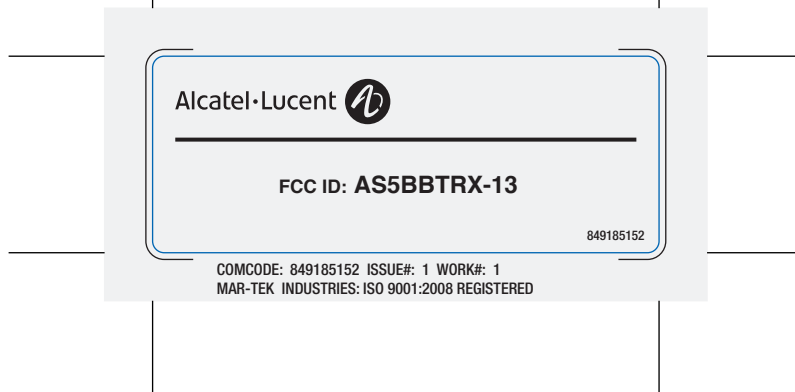 Alcatel·Lucent
FCC ID: AS5BBTRX-13
849185152
COMCODE: 849185152 ISSUE#: 1 WORK#: 1
MAR-TEK INDUSTRIES: ISO 9001:2008 REGISTERED